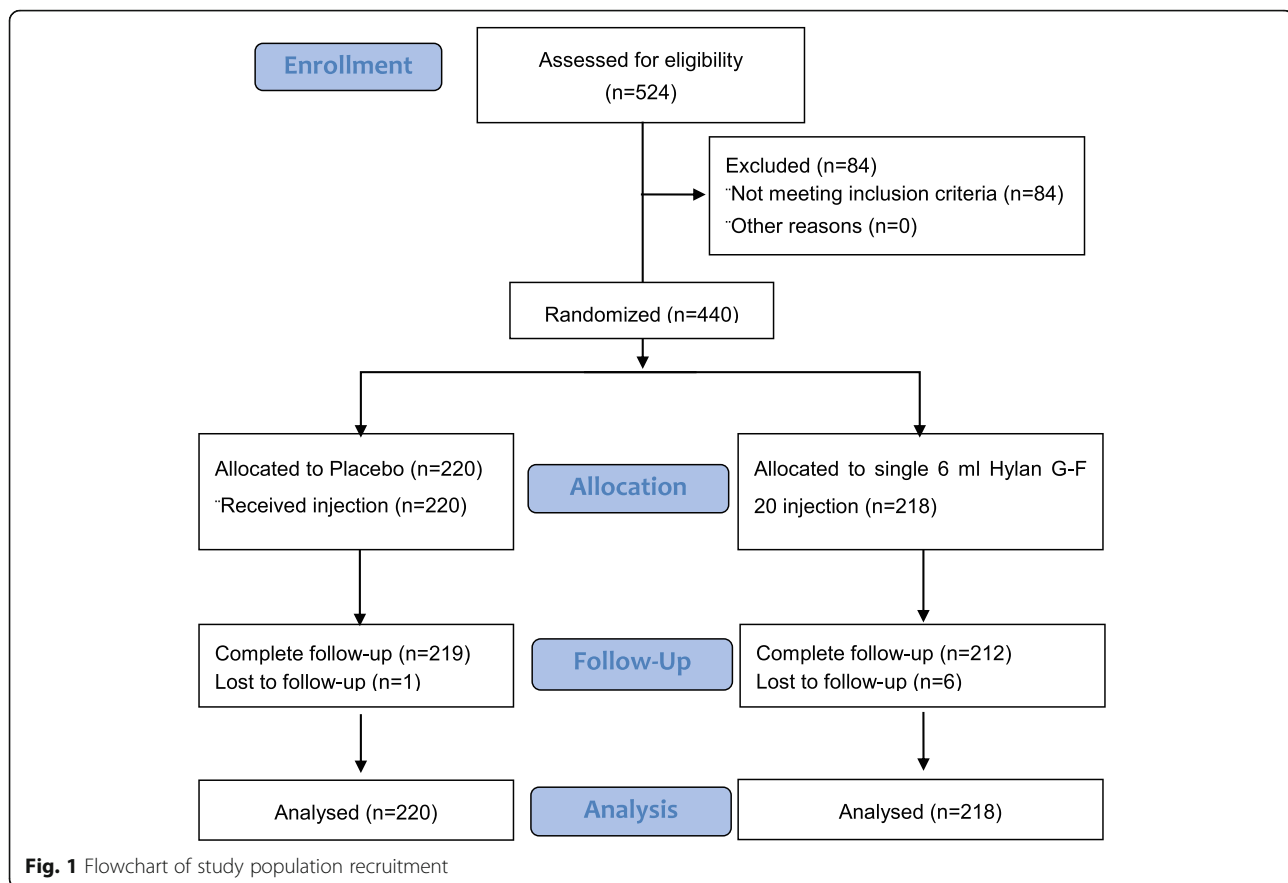 Enrollment
Assessed for eligibility
(n=524)
Excluded (n=84)
¨Not meeting inclusion criteria (n=84)
¨Other reasons (n=0)
Randomized (n=440)
Allocated to Placebo (n=220)
¨Received injection (n=220)
Allocation
Allocated to single 6 ml Hylan G-F
20 injection (n=218)
Complete follow-up (n=219)
Lost to follow-up (n=1)
Follow-Up
Complete follow-up (n=212)
Lost to follow-up (n=6)
Analysed (n=220)
Analysis
Analysed (n=218)
Fig. 1 Flowchart of study population recruitment